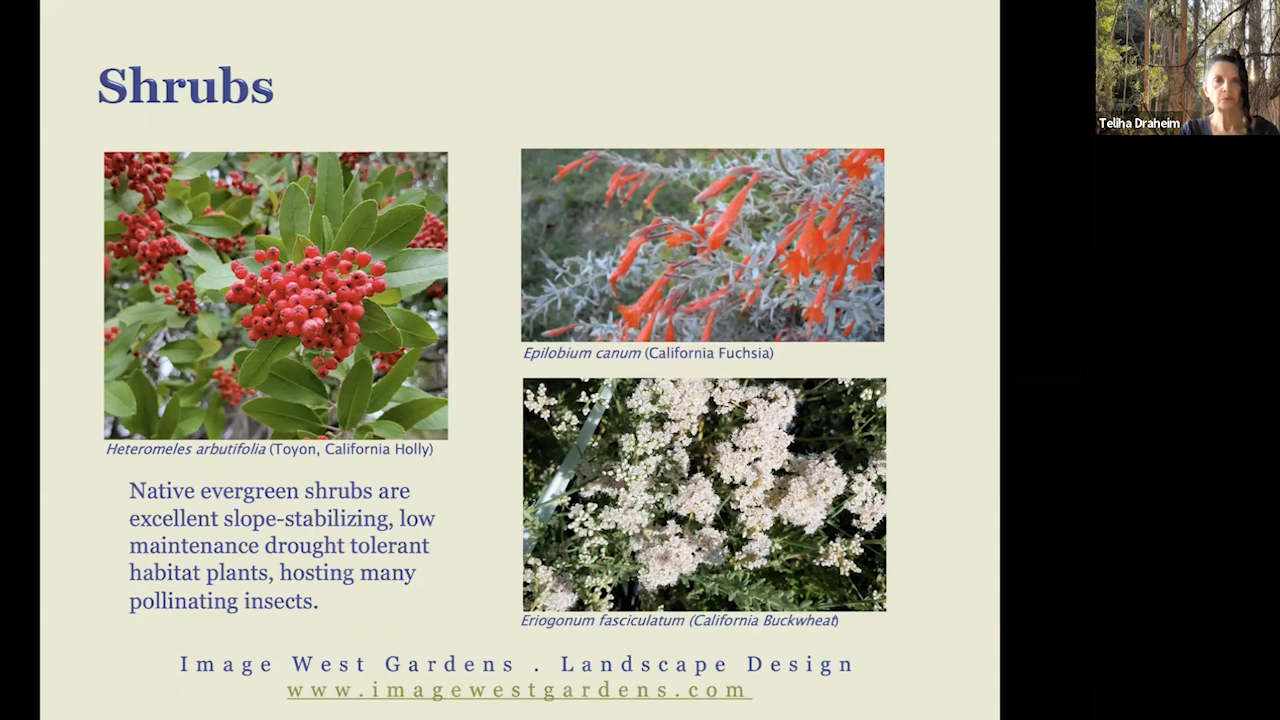 Shrubs
Teliha Draheim
Heteromeles arbutifolia (Toyon, California Holly)
Epilobium canum (California Fuchsia)
Native evergreen shrubs are
excellent slope-stabilizing, low
maintenance drought tolerant
habitat plants, hosting many
pollinating insects.
Eriogonum fasciculatum (California Buckwheat)
Image West Gardens . Landscape Design
www.imagewestgardens.com